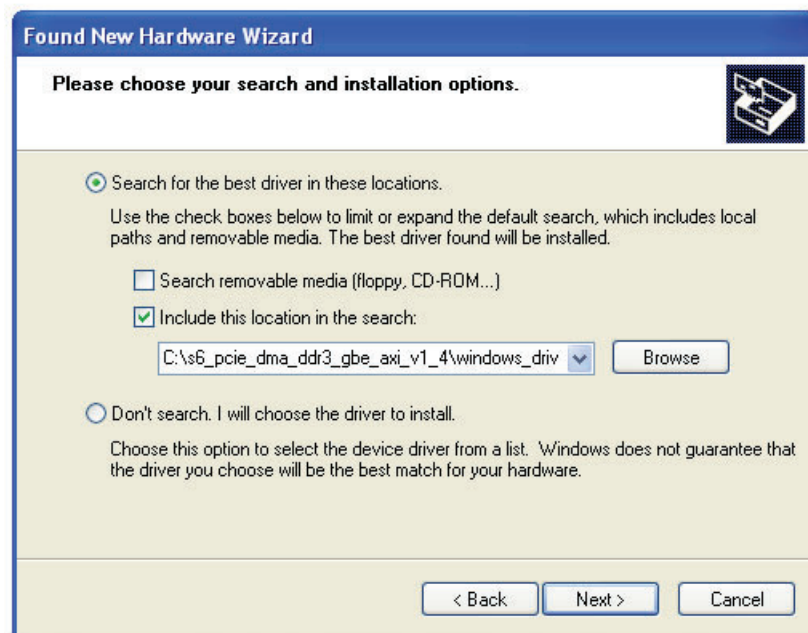 Found New Hardware Wizard
Please choose your search and installation options.
Search for the best driver in these locations.
Use the check boxes below to limit or expand the default search, which includes local
paths and removable media. The best driver found will be installed.
Search removable media (floppy, CD-ROM...)
Include this location in the search:
C:\s6_pcie_dma_ddr3_gbe_axi_v1_4\windows_driv
Browse
Don't search. I will choose the driver to install.
Choose this option to select the device driver from a list. Windows does not guarantee that
the driver you choose will be the best match for your hardware.
< Back Next > Cancel